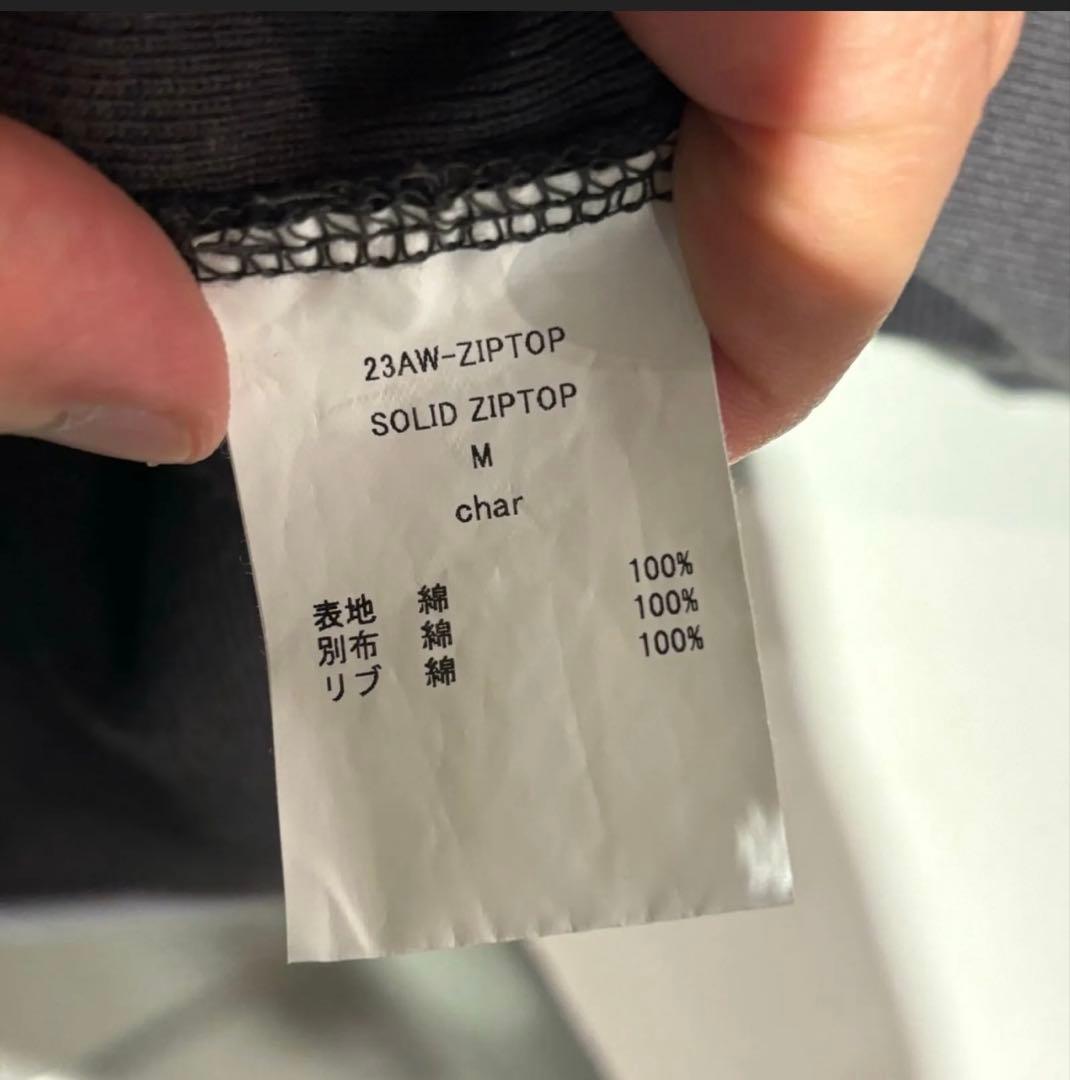 23AW-ZIPTOP
SOLID ZIPTOP
M
char
表地 綿 100%
別布 綿 100%
リブ 綿 100%